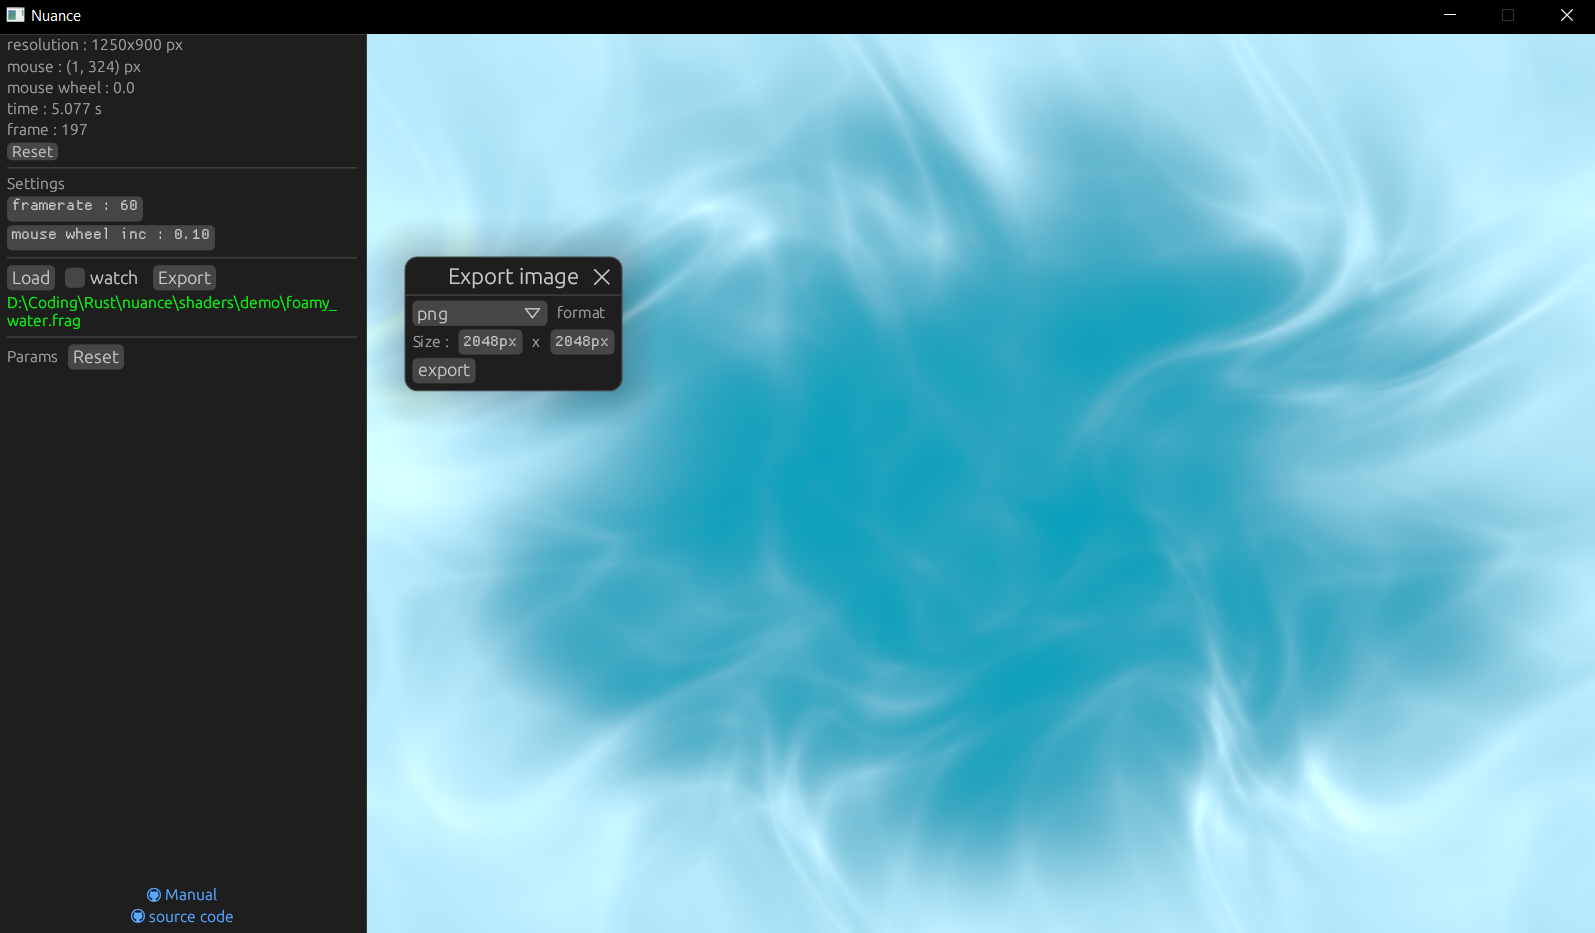 Nuance
resolution : 1250x900 px
mouse : (1, 324) px
mouse wheel : 0.0
time : 5.077 s
frame : 197
Reset
Settings
framerate : 60
mouse wheel inc : 0.10
Load watch Export
D:\Coding\Rust\nuance\shaders\demo\foamy_
water.frag
Params Reset
Export image
png format
Size : 2048px x 2048px
export
Manual
source code